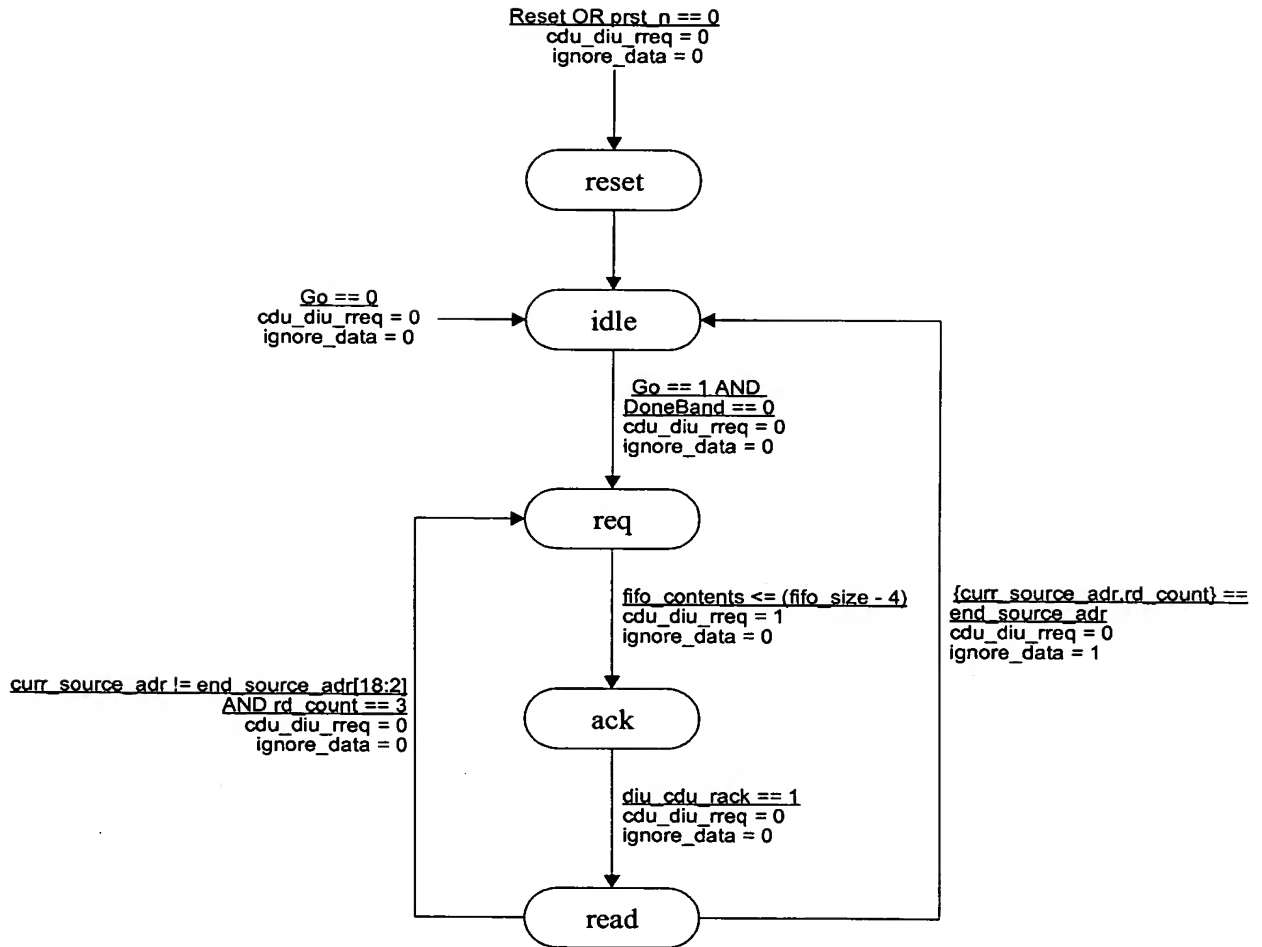 Reset OR prst_n == 0
cdu_diu_rreq = 0
ignore_data = 0
reset
idle
Go == 0
cdu_diu_rreq = 0
ignore_data = 0
Go == 1 AND
DoneBand == 0
cdu_diu_rreq = 0
ignore_data = 0
req
fifo_contents <= (fifo_size - 4)
cdu_diu_rreq = 1
ignore_data = 0
{curr_source_adr,rd_count} ==
end_source_adr
cdu_diu_rreq = 0
ignore_data = 1
curr_source_adr != end_source_adr[18:2]
AND rd_count == 3
cdu_diu_rreq = 0
ignore_data = 0
ack
diu_cdu_rack == 1
cdu_diu_rreq = 0
ignore_data = 0
read